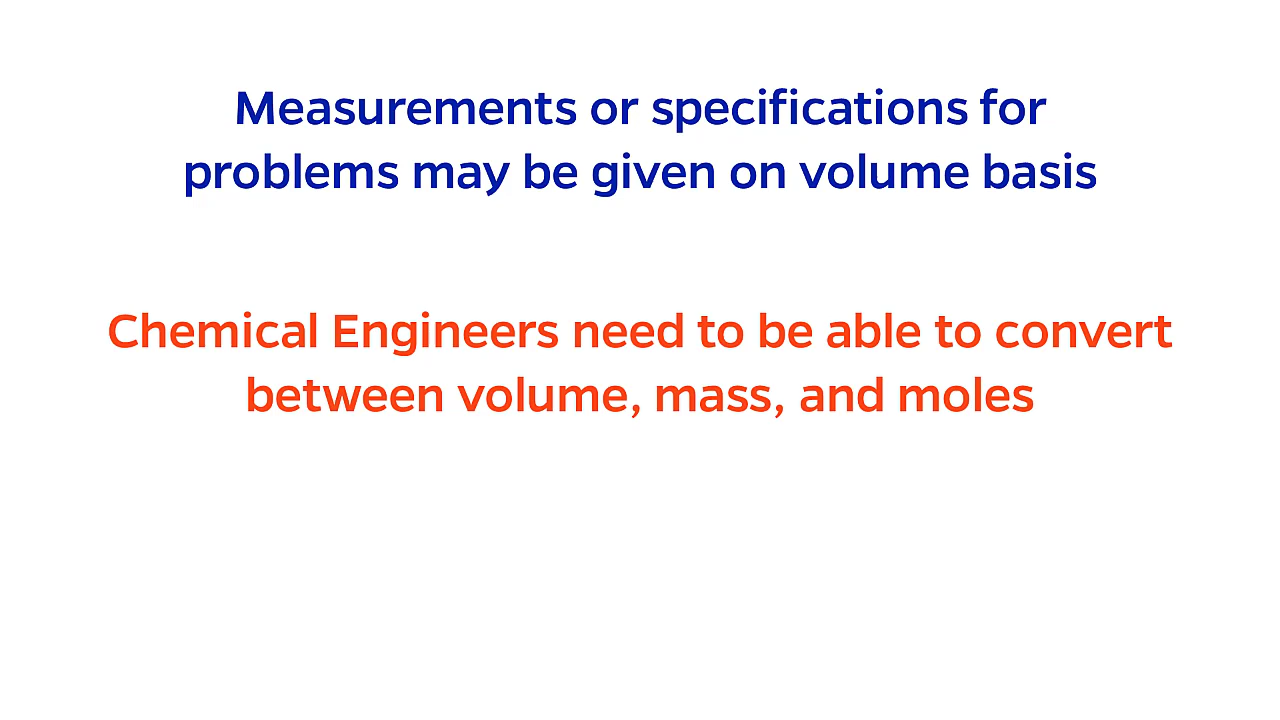 Measurements or specifications for
problems may be given on volume basis
Chemical Engineers need to be able to convert
between volume, mass, and moles